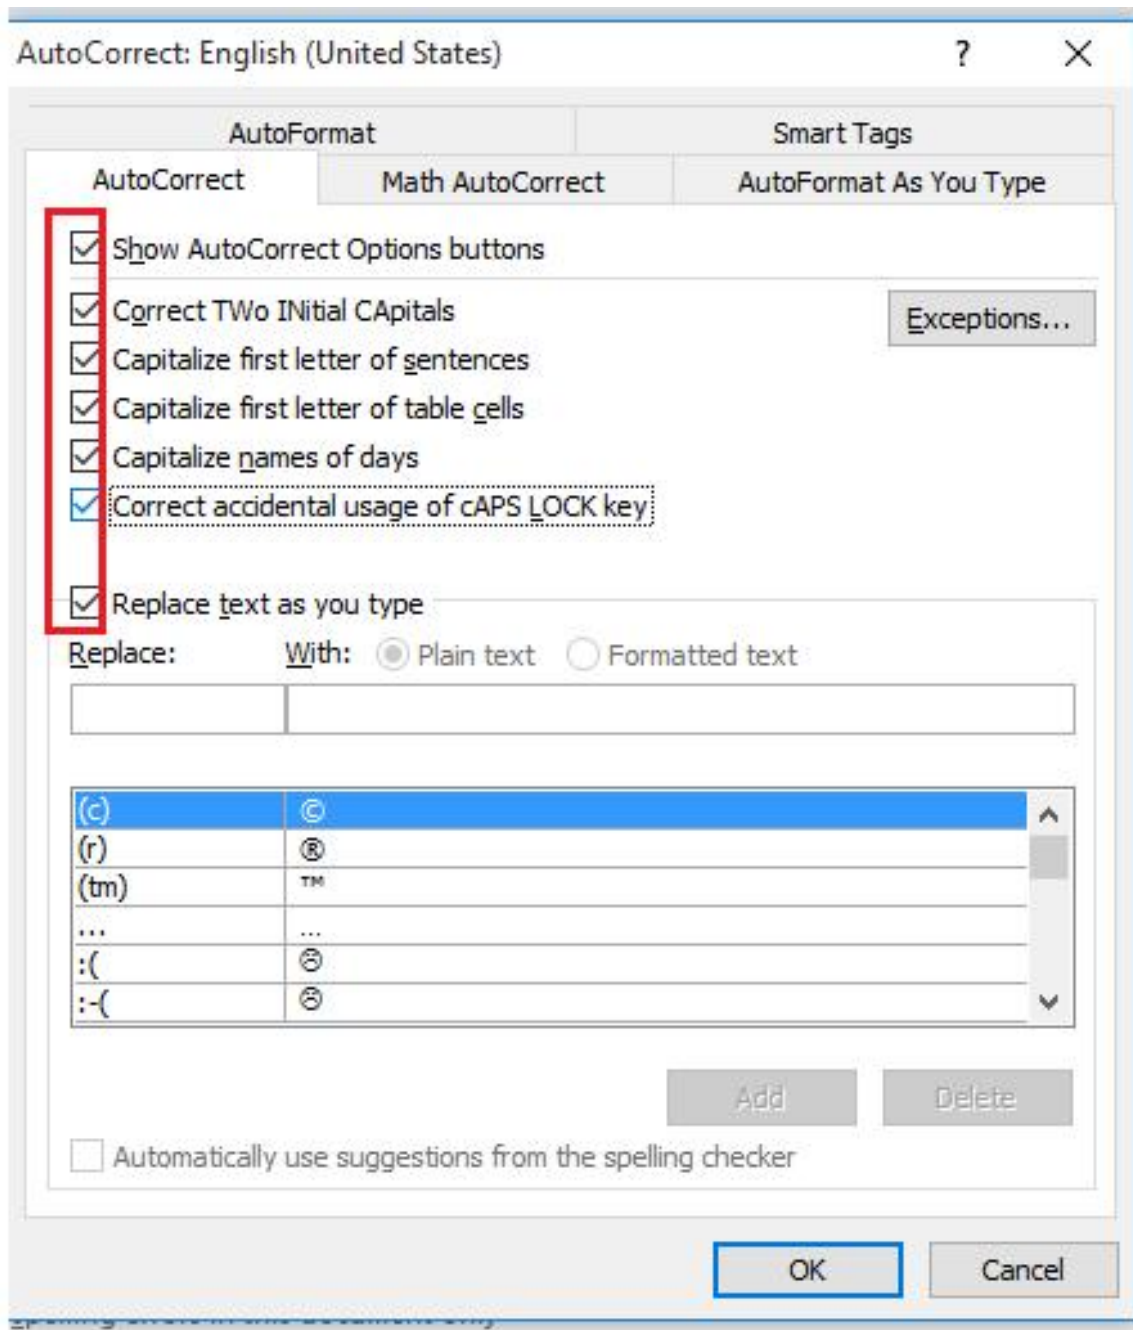 AutoCorrect: English (United States) ? ×
AutoFormat Smart Tags
AutoCorrect Math AutoCorrect AutoFormat As You Type
Show AutoCorrect Options buttons
Correct TWo INitial CApitals Exceptions...
Capitalize first letter of sentences
Capitalize first letter of table cells
Capitalize names of days
Correct accidental usage of cAPS LOCK key
Replace text as you type
Replace: With: Plain text Formatted text
(c) ©
(r) ®
(tm) ™
... …
:( ☹
:-( ☹
Add Delete
Automatically use suggestions from the spelling checker
OK Cancel